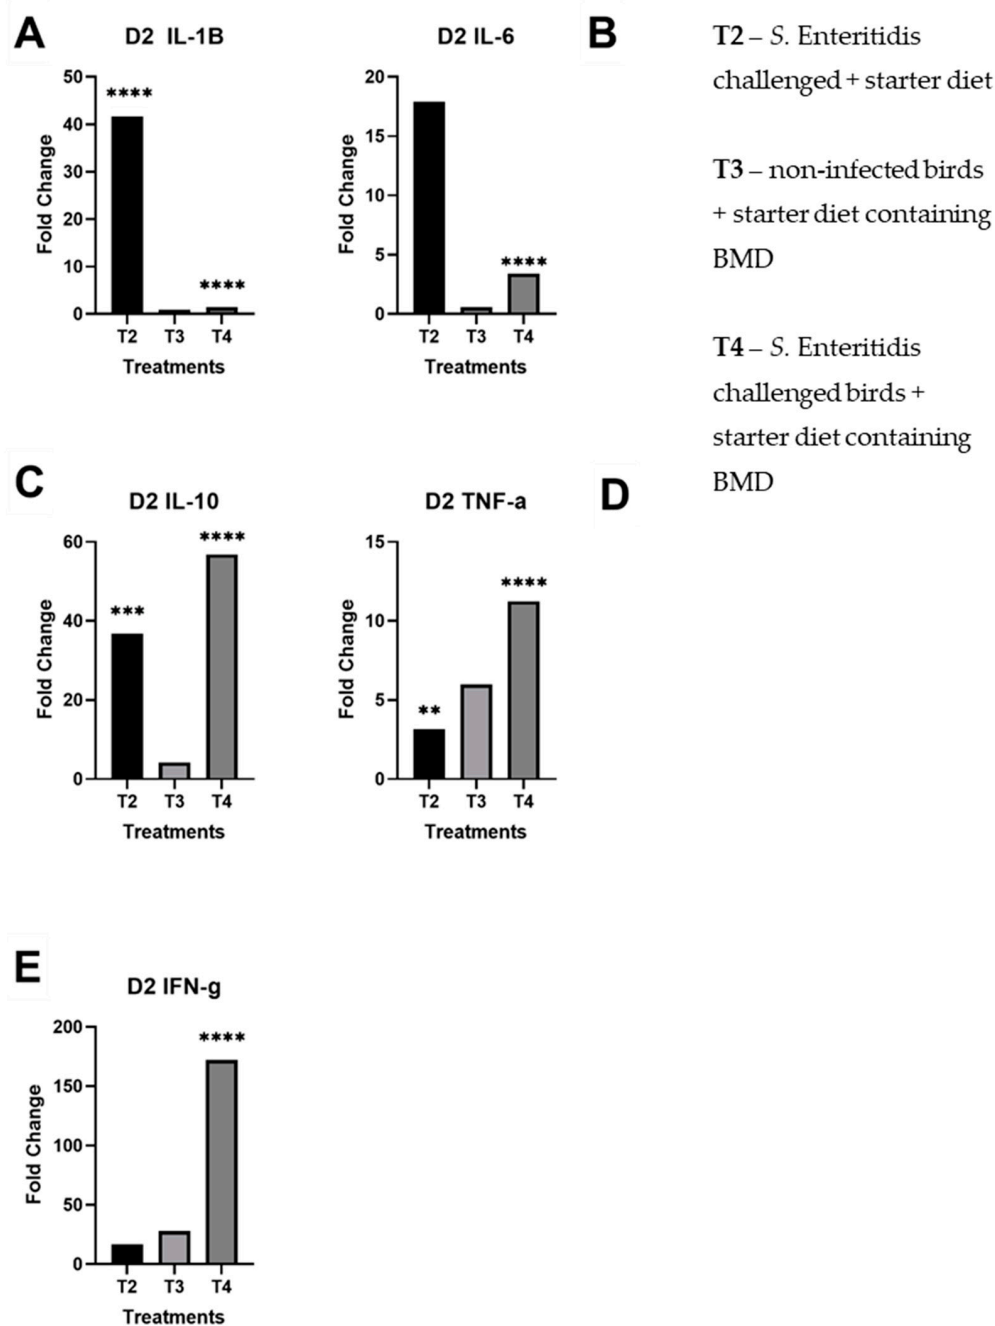 A
D2 IL-1B
Fold Change
50
40
30
20
10
0
****
****
T2 T3 T4
Treatments
D2 IL-6
B
Fold Change
20
15
10
5
0
****
T2 T3 T4
Treatments
T2 – S. Enteritidis
challenged + starter diet
T3 – non-infected birds
+ starter diet containing
BMD
T4 – S. Enteritidis
challenged birds +
starter diet containing
BMD
C
D2 IL-10
Fold Change
60
40
20
0
***
****
T2 T3 T4
Treatments
D2 TNF-a
D
Fold Change
15
10
5
0
**
****
T2 T3 T4
Treatments
E
D2 IFN-g
Fold Change
200
150
100
50
0
****
T2 T3 T4
Treatments